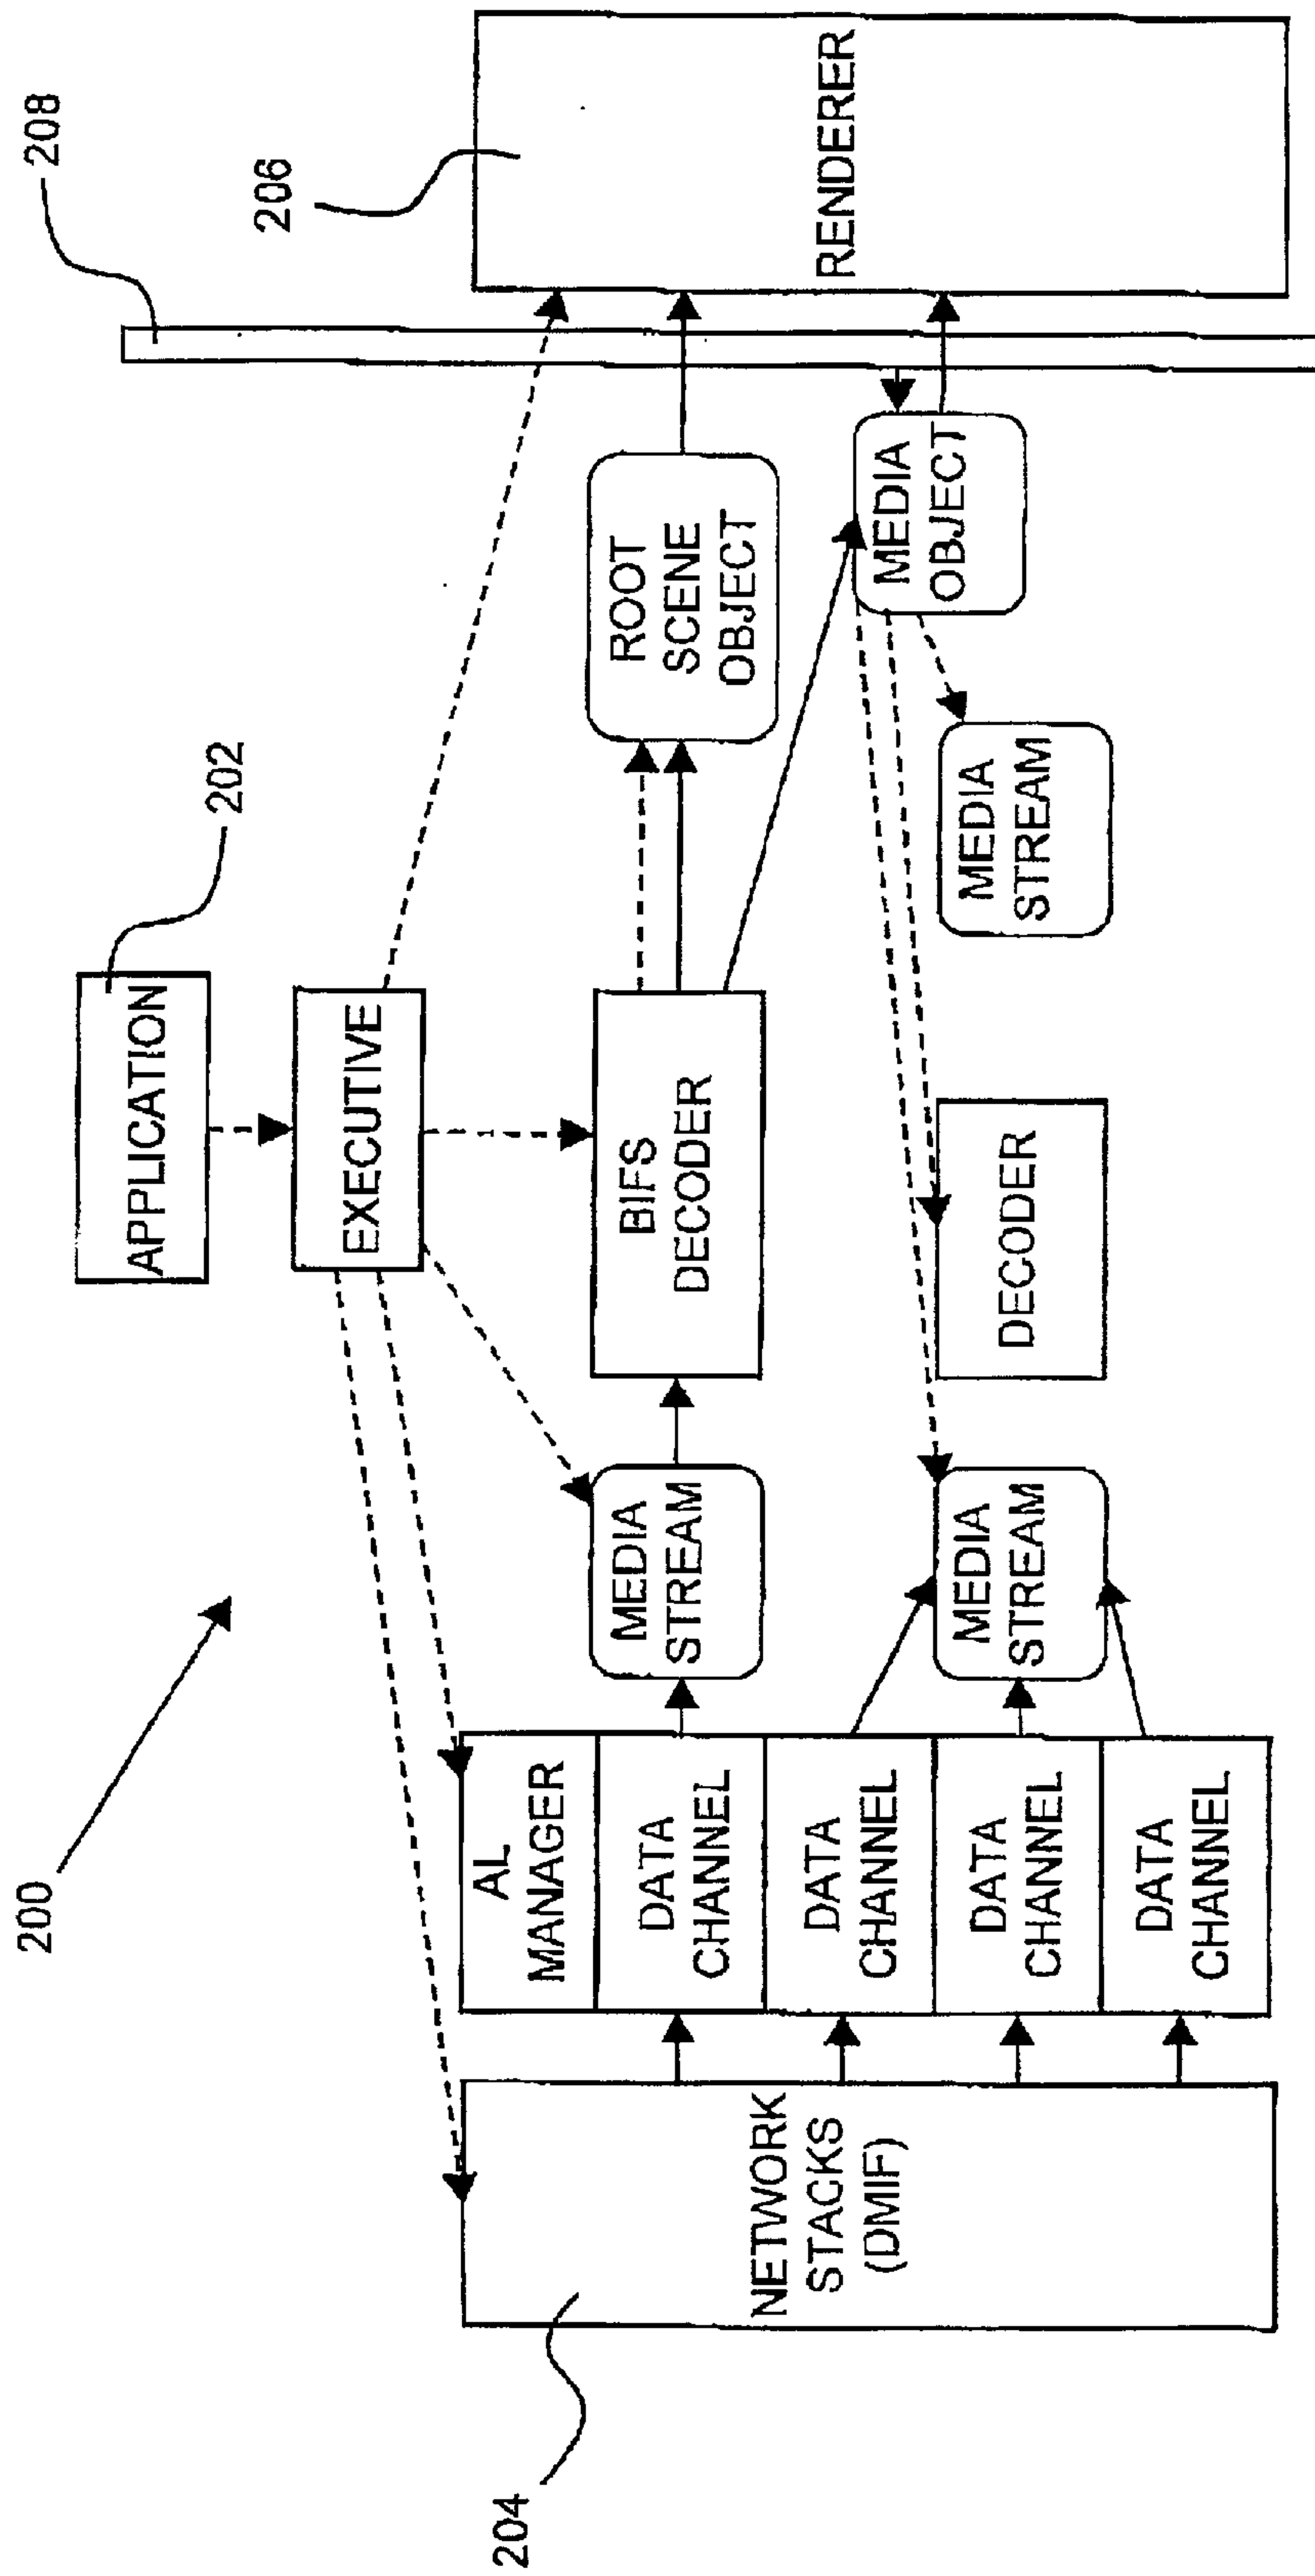 200
208
APPLICATION
202
206
EXECUTIVE
204
NETWORK
STACKS
(DMIF)
AL
MANAGER
DATA
CHANNEL
DATA
CHANNEL
DATA
CHANNEL
DATA
CHANNEL
MEDIA
STREAM
MEDIA
STREAM
BIFS
DECODER
DECODER
ROOT
SCENE
OBJECT
MEDIA
STREAM
MEDIA
OBJECT
RENDERER